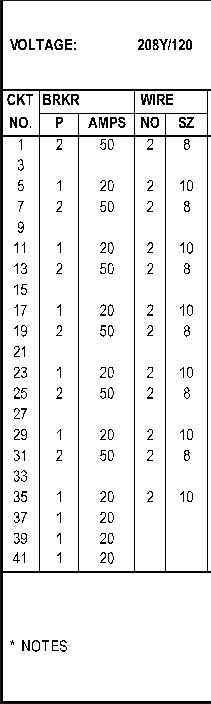 VOLTAGE: 208Y/120
CKT BRKR WIRE
NO. P AMPS NO SZ
1 2 50 2 8
3
5 1 20 2 10
7 2 50 2 8
9
11 1 20 2 10
13 2 50 2 8
15
17 1 20 2 10
19 2 50 2 8
21
23 1 20 2 10
25 2 50 2 8
27
29 1 20 2 10
31 2 50 2 8
33
35 1 20 2 10
37 1 20
39 1 20
41 1 20
* NOTES